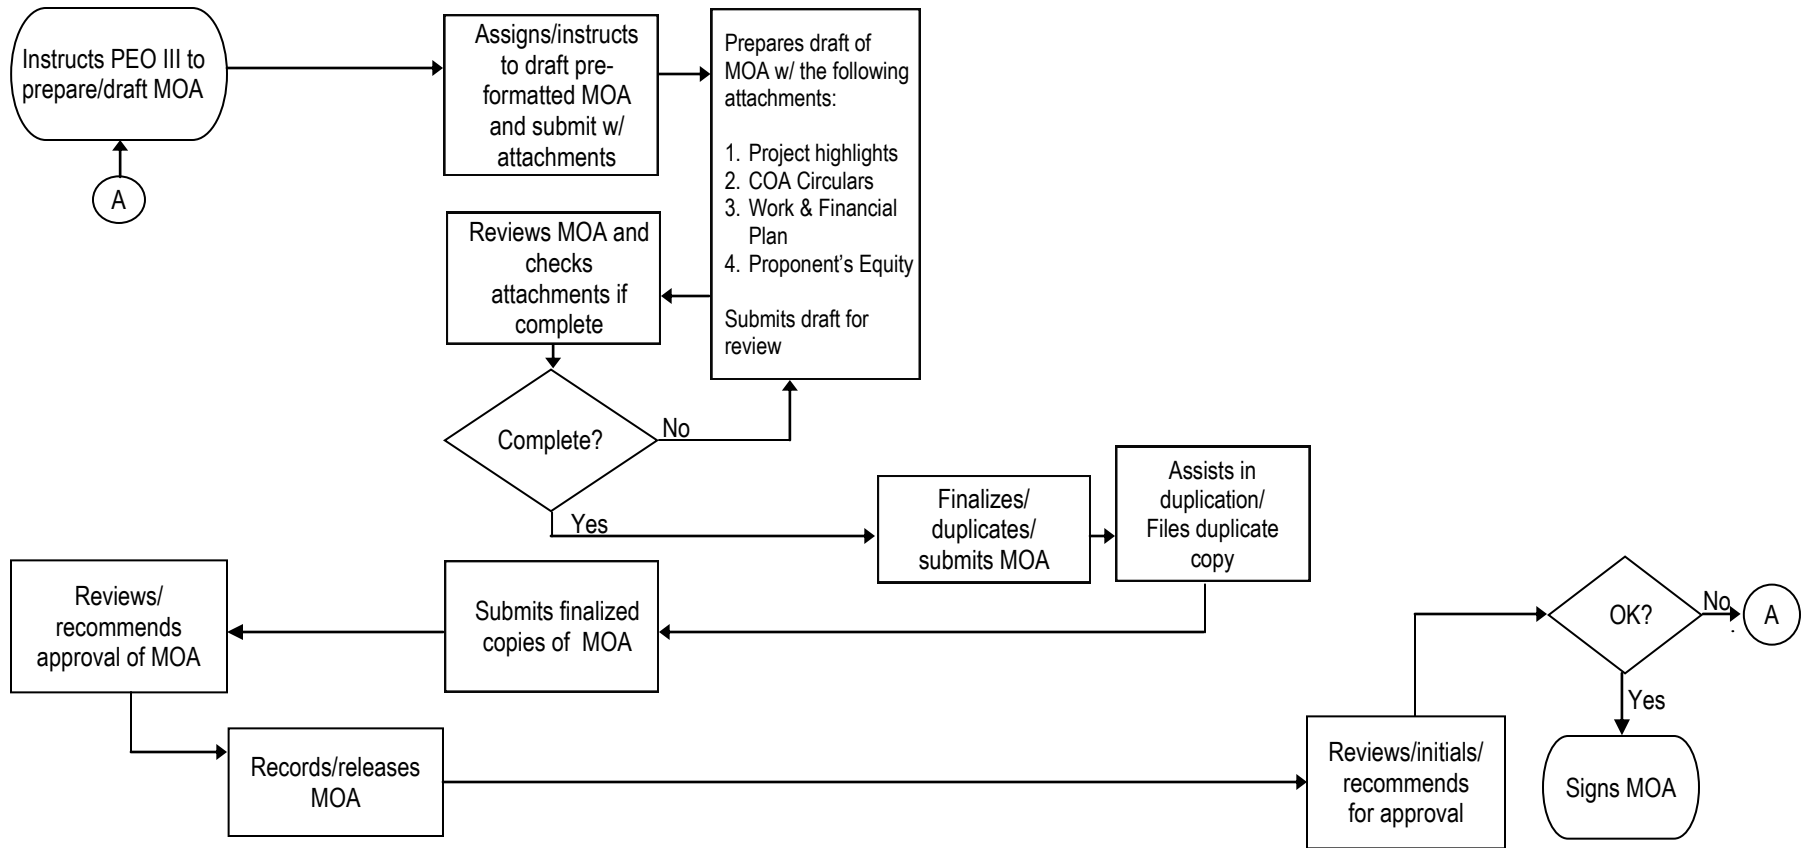 Instructs PEO III to
prepare/draft MOA
A
Assigns/instructs
to draft pre-
formatted MOA
and submit w/
attachments
Prepares draft of
MOA w/ the following
attachments:
1. Project highlights
2. COA Circulars
3. Work & Financial
Plan
4. Proponent's Equity
Submits draft for
review
Reviews MOA and
checks
attachments if
complete
Complete?
No
Yes
Finalizes/
duplicates/
submits MOA
Assists in
duplication/
Files duplicate
copy
Submits finalized
copies of MOA
Reviews/
recommends
approval of MOA
Records/releases
MOA
Reviews/initials/
recommends
for approval
OK?
No
.
A
Yes
Signs MOA